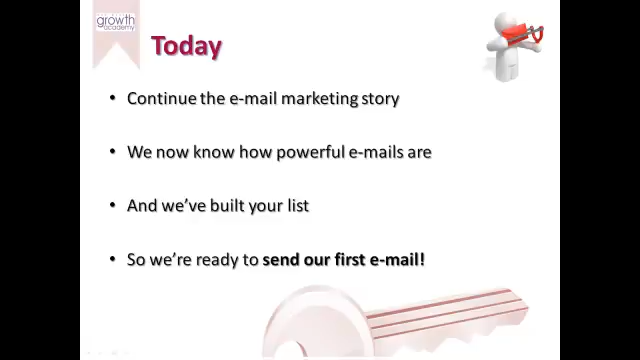 growth
academy
Today
• Continue the e-mail marketing story
• We now know how powerful e-mails are
• And we've built your list
• So we're ready to send our first e-mail!